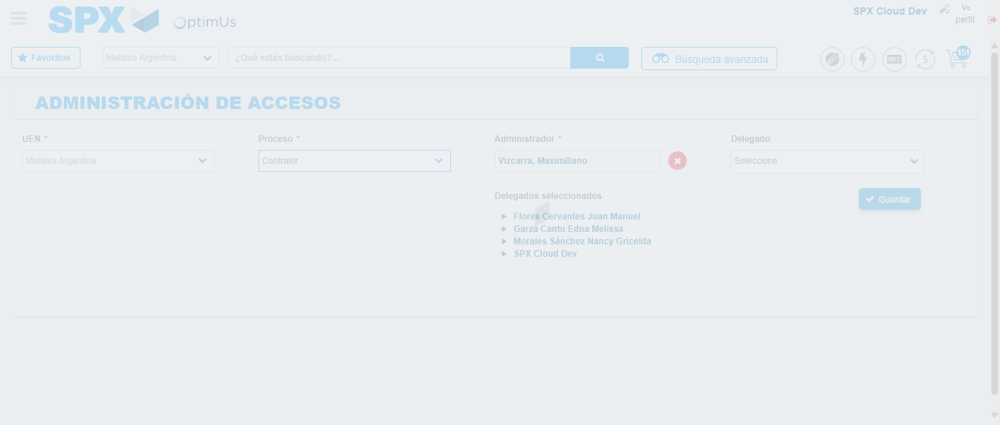 SPX OptimUs
SPX Cloud Dev
Ve
perfil
Favoritos
Metalsa Argentina
¿Qué estás buscando?...
Búsqueda avanzada
151
ADMINISTRACIÓN DE ACCESOS
UEN *
Proceso *
Administrador *
Delegado
Metalsa Argentina
Contralor
Vizcarra, Maximiliano
Seleccione
Delegados seleccionados
Guardar
Flores Cervantes Juan Manuel
Garza Cantu Edna Melissa
Morales Sánchez Nancy Gricelda
SPX Cloud Dev